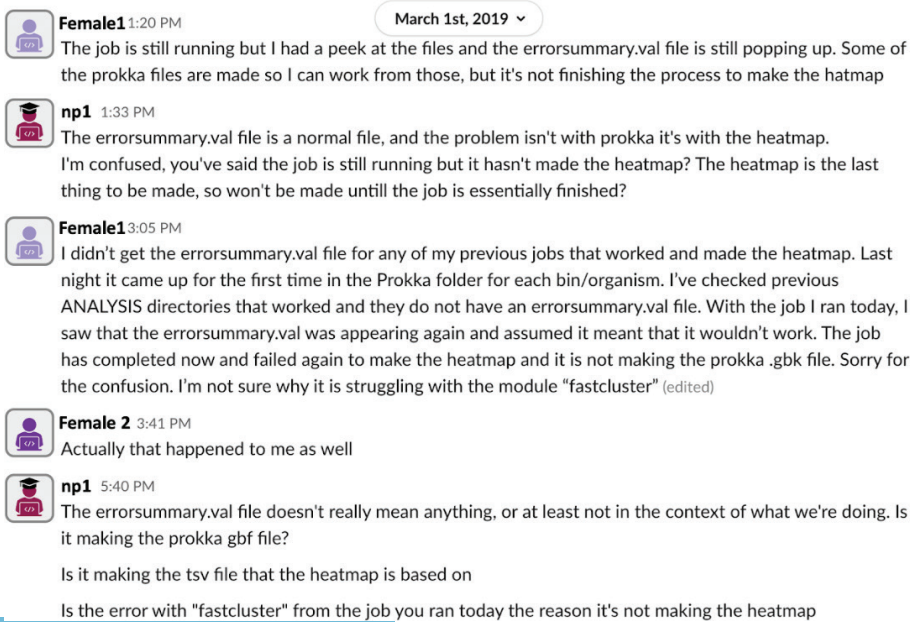 March 1st, 2019
Female1 1:20 PM
The job is still running but I had a peek at the files and the errorsummary.val file is still popping up. Some of
the prokka files are made so I can work from those, but it's not finishing the process to make the hatmap
np1 1:33 PM
The errorsummary.val file is a normal file, and the problem isn't with prokka it's with the heatmap.
I'm confused, you've said the job is still running but it hasn't made the heatmap? The heatmap is the last
thing to be made, so won't be made untill the job is essentially finished?
Female1 3:05 PM
I didn't get the errorsummary.val file for any of my previous jobs that worked and made the heatmap. Last
night it came up for the first time in the Prokka folder for each bin/organism. I've checked previous
ANALYSIS directories that worked and they do not have an errorsummary.val file. With the job I ran today, I
saw that the errorsummary.val was appearing again and assumed it meant that it wouldn't work. The job
has completed now and failed again to make the heatmap and it is not making the prokka .gbk file. Sorry for
the confusion. I'm not sure why it is struggling with the module "fastcluster" (edited)
Female 2 3:41 PM
Actually that happened to me as well
np1 5:40 PM
The errorsummary.val file doesn't really mean anything, or at least not in the context of what we're doing. Is
it making the prokka gbf file?
Is it making the tsv file that the heatmap is based on
Is the error with "fastcluster" from the job you ran today the reason it's not making the heatmap